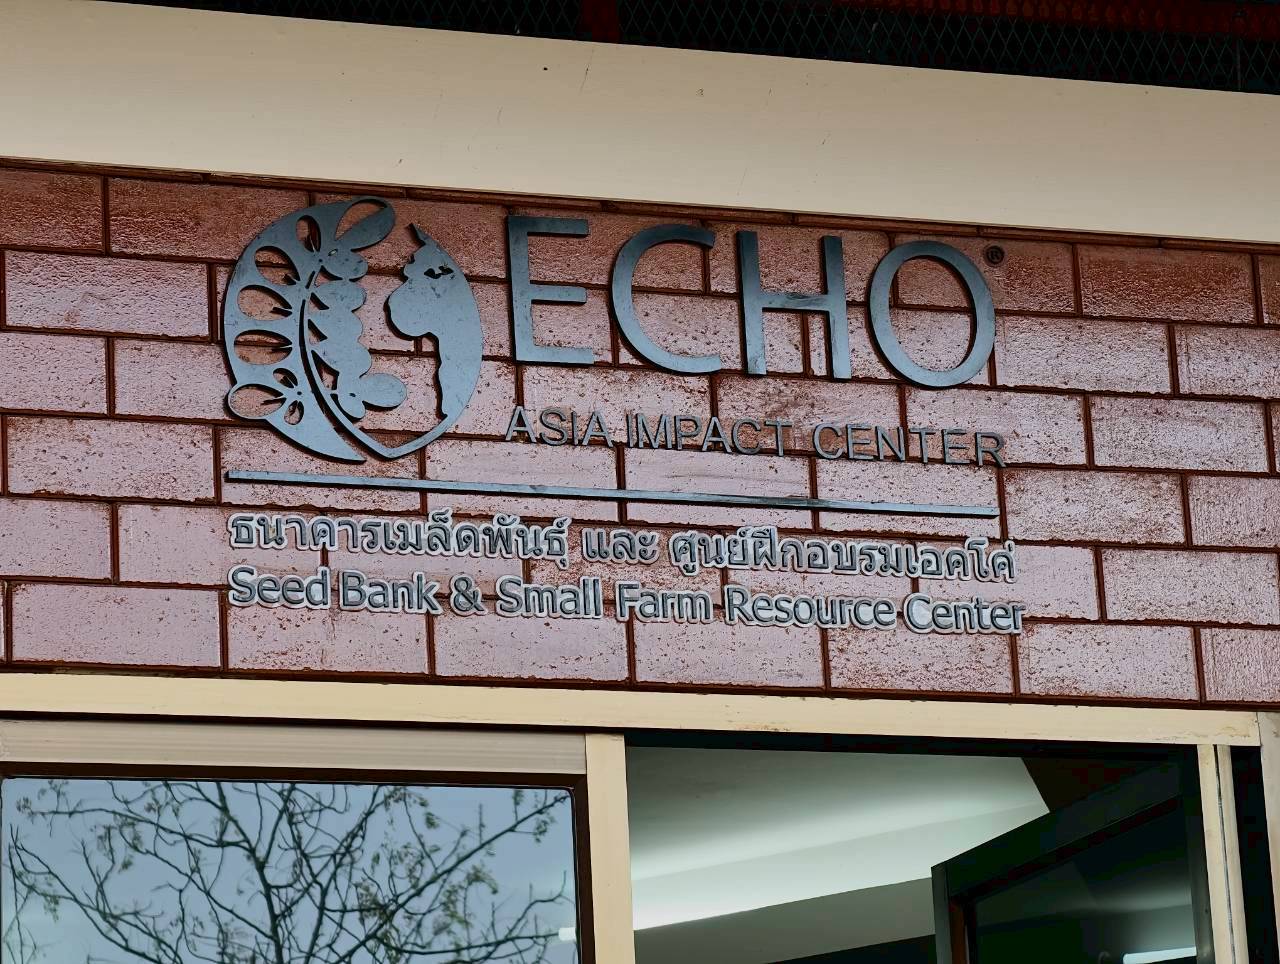 ECHO®
ASIA IMPACT CENTER
ธนาคารเมล็ดพันธุ์ และ ศูนย์ฝึกอบรมเอคโค่
Seed Bank & Small Farm Resource Center